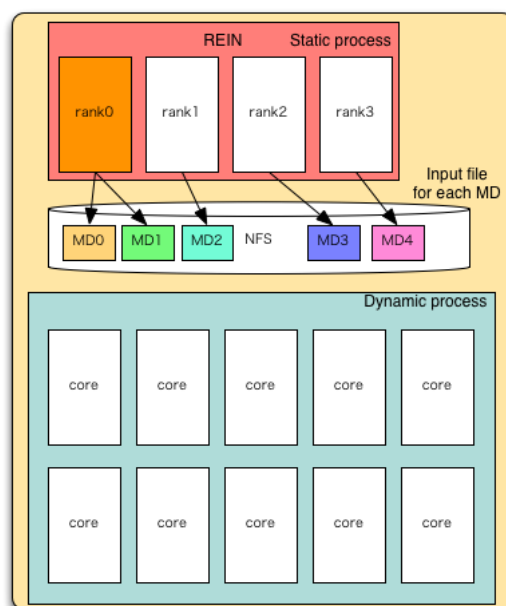 REIN Static process
rank0 rank1 rank2 rank3
Input file
for each MD
MD0 MD1 MD2 NFS MD3 MD4
Dynamic process
core core core core core
core core core core core